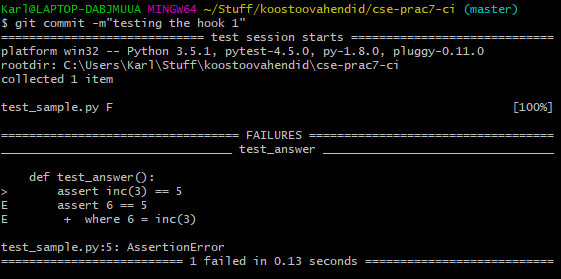 Karl@LAPTOP-DABJMUUA MINGW64 ~/Stuff/koostoovahendid/cse-prac7-ci (master)
$ git commit -m"testing the hook 1"
============================= test session starts =============================
platform win32 -- Python 3.5.1, pytest-4.5.0, py-1.8.0, pluggy-0.11.0
rootdir: C:\Users\Karl\Stuff\koostoovahendid\cse-prac7-ci
collected 1 item
test_sample.py F                                                         [100%]
================================== FAILURES ===================================
_________________________________ test_answer _________________________________
    def test_answer():
>       assert inc(3) == 5
E       assert 6 == 5
E        +  where 6 = inc(3)
test_sample.py:5: AssertionError
========================== 1 failed in 0.13 seconds ===========================